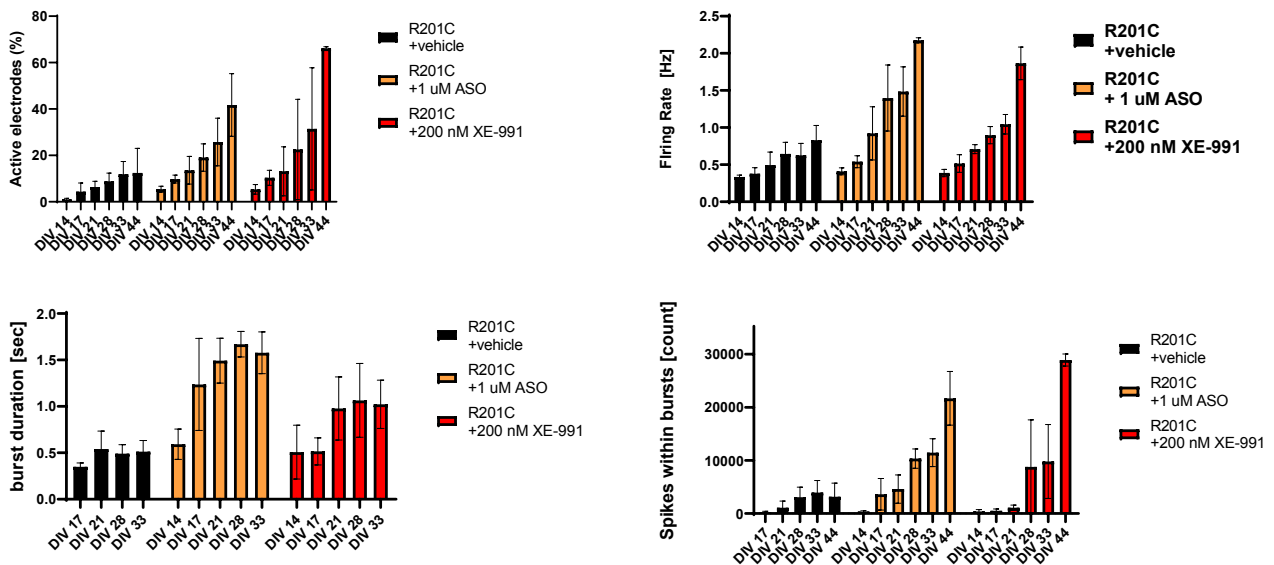 Active electrodes (%)
80
60
40
20
0
DIV 14
DIV 17
DIV 21
DIV 28
DIV 33
DIV 44
DIV 14
DIV 17
DIV 21
DIV 28
DIV 33
DIV 44
DIV 14
DIV 17
DIV 21
DIV 28
DIV 33
DIV 44
R201C
+vehicle
R201C
+1 uM ASO
R201C
+200 nM XE-991
FIring Rate [Hz]
2.5
2.0
1.5
1.0
0.5
0.0
DIV 14
DIV 17
DIV 21
DIV 28
DIV 33
DIV 44
DIV 14
DIV 17
DIV 21
DIV 28
DIV 33
DIV 44
DIV 14
DIV 17
DIV 21
DIV 28
DIV 33
DIV 44
R201C
+vehicle
R201C
+ 1 uM ASO
R201C
+200 nM XE-991
burst duration [sec]
2.0
1.5
1.0
0.5
0.0
DIV 17
DIV 21
DIV 28
DIV 33
DIV 14
DIV 17
DIV 21
DIV 28
DIV 33
DIV 14
DIV 17
DIV 21
DIV 28
DIV 33
R201C
+vehicle
R201C
+1 uM ASO
R201C
+200 nM XE-991
Spikes within bursts [count]
30000
20000
10000
0
DIV 17
DIV 21
DIV 28
DIV 33
DIV 44
DIV 14
DIV 17
DIV 21
DIV 28
DIV 33
DIV 44
DIV 14
DIV 17
DIV 21
DIV 28
DIV 33
DIV 44
R201C
+vehicle
R201C
+1 uM ASO
R201C
+200 nM XE-991